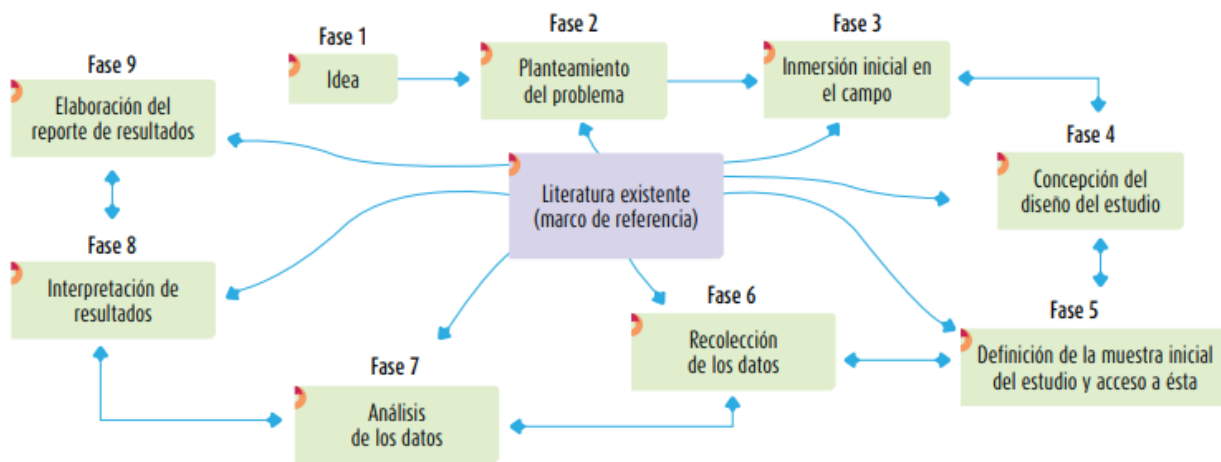 Fase 1
Idea
Fase 2
Planteamiento
del problema
Fase 3
Inmersión inicial en
el campo
Fase 4
Concepción del
diseño del estudio
Fase 5
Definición de la muestra inicial
del estudio y acceso a ésta
Fase 6
Recolección
de los datos
Fase 7
Análisis
de los datos
Fase 8
Interpretación de
resultados
Fase 9
Elaboración del
reporte de resultados
Literatura existente
(marco de referencia)